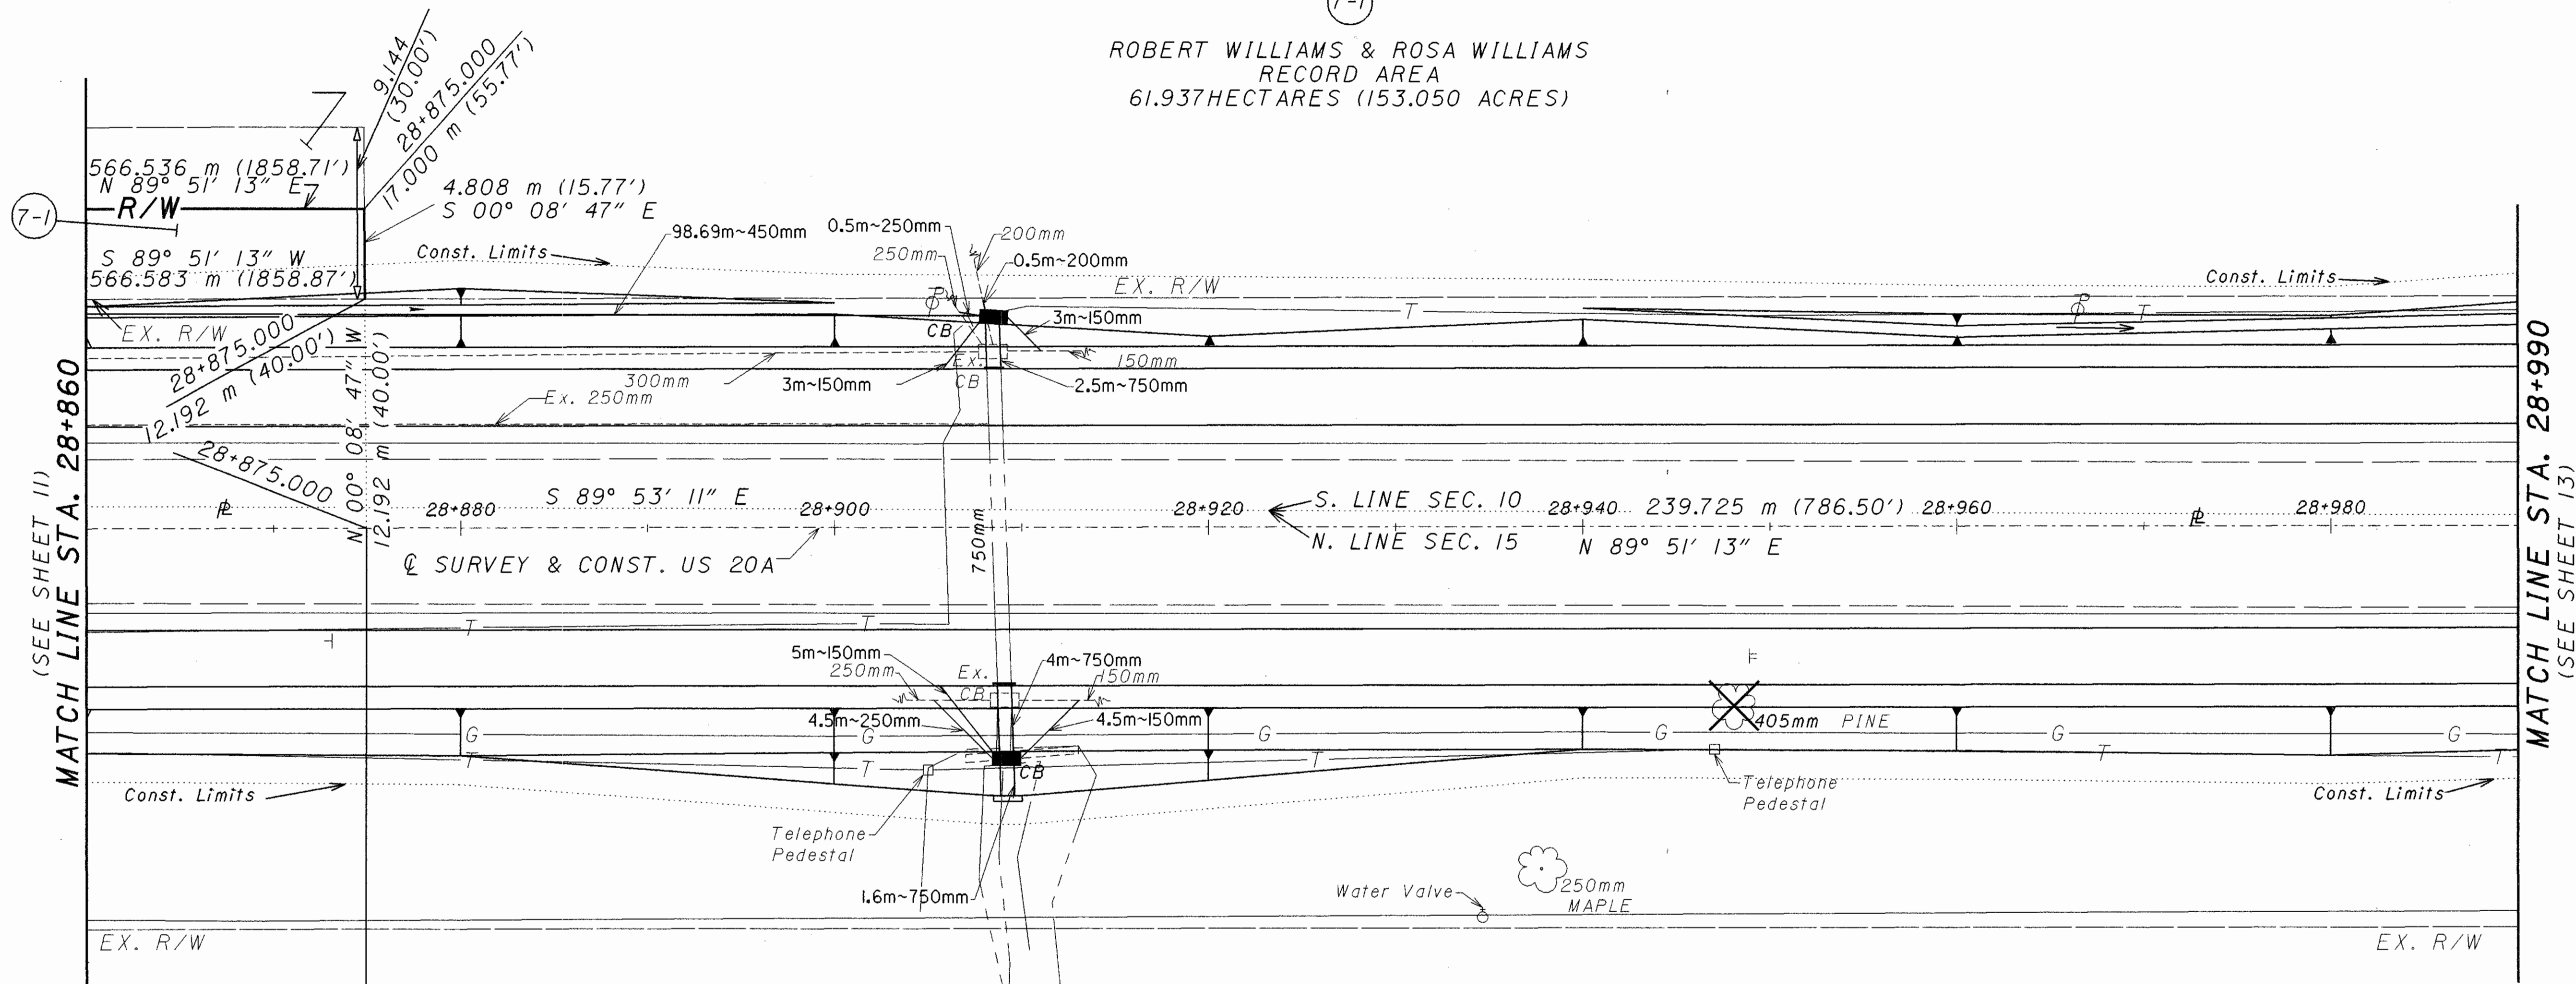 7-1
ROBERT WILLIAMS & ROSA WILLIAMS
RECORD AREA
61.937HECTARES (153.050 ACRES)
9.144
(30.00')
28+875.000
17.000 m (55.77')
566.536 m (1858.71')
N 89° 51' 13" E
R/W
7-1
4.808 m (15.77')
S 00° 08' 47" E
S 89° 51' 13" W
566.583 m (1858.87')
Const. Limits
98.69m~450mm
0.5m~250mm
250mm
200mm
0.5m~200mm
EX. R/W
Const. Limits
EX. R/W
T
T
P
P
CB
3m~150mm
28+875.000
12.192 m (40.00')
N 00° 08' 47" W
12.192 m (40.00')
300mm
3m~150mm
Ex.
CB
150mm
2.5m~750mm
Ex. 250mm
28+875.000
MATCH LINE STA. 28+860
(SEE SHEET 11)
MATCH LINE STA. 28+990
(SEE SHEET 13)
PL
28+880
S 89° 53' 11" E
28+900
750mm
28+920
S. LINE SEC. 10
28+940
239.725 m (786.50')
28+960
PL
28+980
N. LINE SEC. 15
N 89° 51' 13" E
CL SURVEY & CONST. US 20A
T
T
5m~150mm
250mm
Ex.
CB
4m~750mm
150mm
4.5m~250mm
4.5m~150mm
405mm PINE
G
G
G
G
G
G
T
T
T
T
T
CB
Const. Limits
Telephone
Pedestal
Telephone
Pedestal
Const. Limits
1.6m~750mm
Water Valve
250mm
MAPLE
EX. R/W
EX. R/W